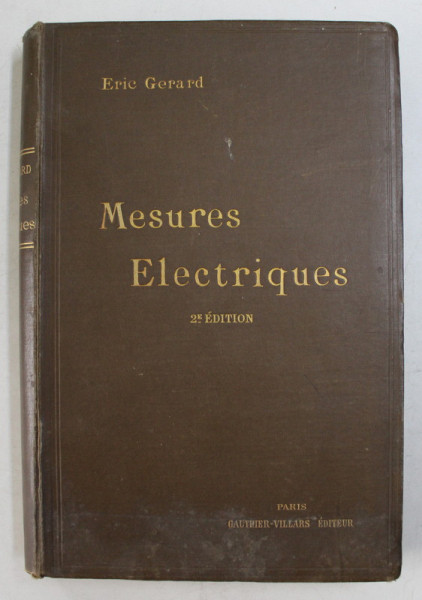 Eric Gerard
Mesures
Electriques
2E ÉDITION
PARIS
GAUTHIER-VILLARS ÉDITEUR